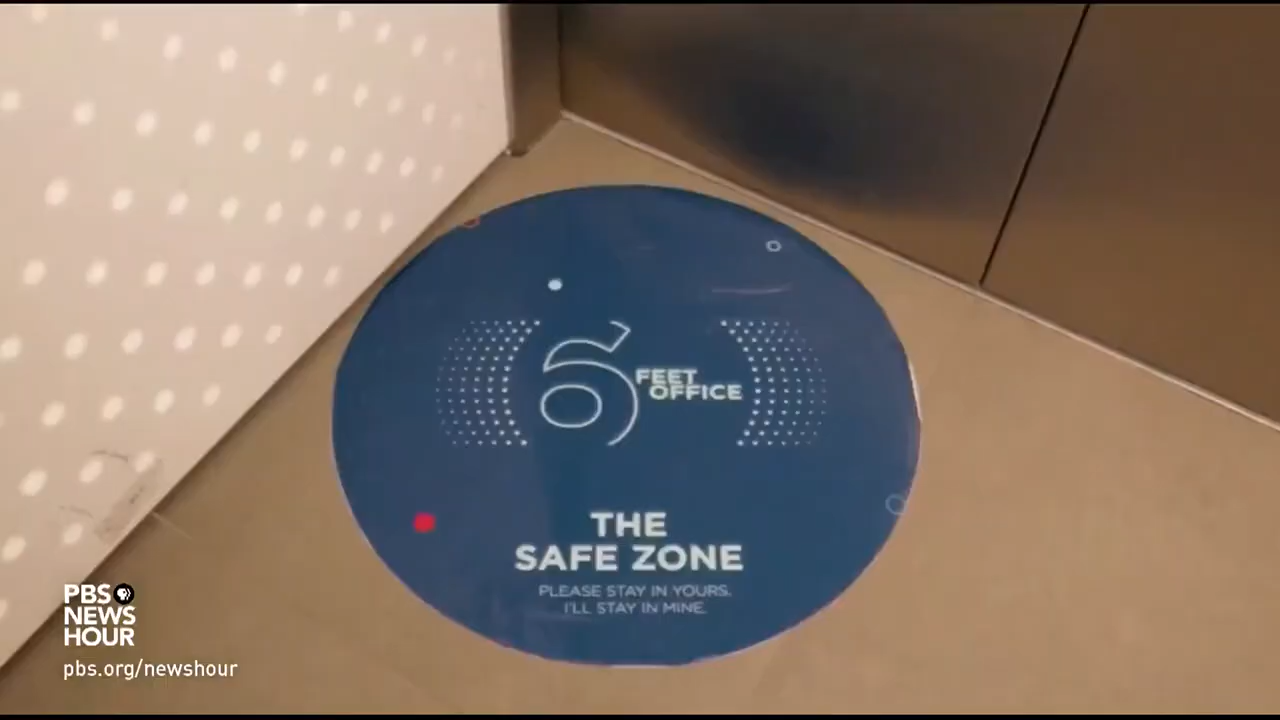 6 FEET
OFFICE
THE
SAFE ZONE
PLEASE STAY IN YOURS.
I'LL STAY IN MINE.
PBS
NEWS
HOUR
pbs.org/newshour